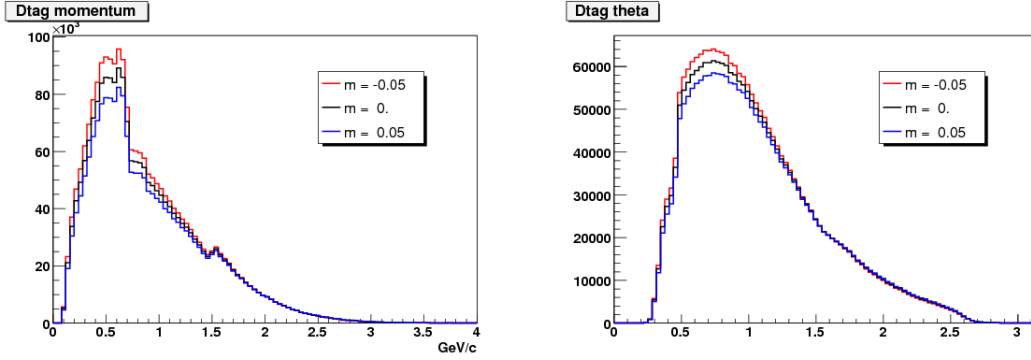 Dtag momentum
×10³
100
80
60
40
20
0
0 0.5 1 1.5 2 2.5 3 3.5 4
GeV/c
m = -0.05
m = 0.
m = 0.05
Dtag theta
60000
50000
40000
30000
20000
10000
0
0 0.5 1 1.5 2 2.5 3
m = -0.05
m = 0.
m = 0.05